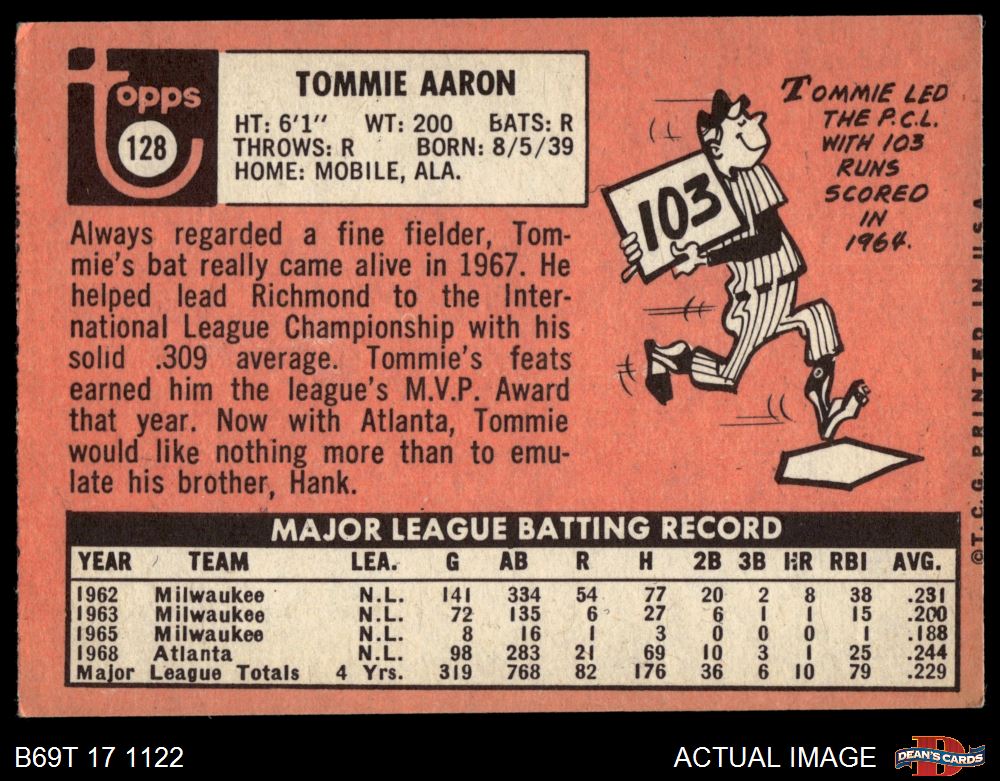 Topps
128
TOMMIE AARON
HT: 6'1" WT: 200 BATS: R
THROWS: R BORN: 8/5/39
HOME: MOBILE, ALA.
TOMMIE LED
THE P.C.L.
WITH 103
RUNS
SCORED
IN
1964.
103
Always regarded a fine fielder, Tom-
mie's bat really came alive in 1967. He
helped lead Richmond to the Inter-
national League Championship with his
solid .309 average. Tommie's feats
earned him the league's M.V.P. Award
that year. Now with Atlanta, Tommie
would like nothing more than to emu-
late his brother, Hank.
MAJOR LEAGUE BATTING RECORD
YEAR TEAM LEA. G AB R H 2B 3B HR RBI AVG.
1962 Milwaukee N.L. 141 334 54 77 20 2 8 38 .231
1963 Milwaukee N.L. 72 135 6 27 6 1 1 15 .200
1965 Milwaukee N.L. 8 16 1 3 0 0 0 1 .188
1968 Atlanta N.L. 98 283 21 69 10 3 1 25 .244
Major League Totals 4 Yrs. 319 768 82 176 36 6 10 79 .229
©T.C.G. PRINTED IN U.S.A.
B69T 17 1122
ACTUAL IMAGE
D
DEAN'S CARDS